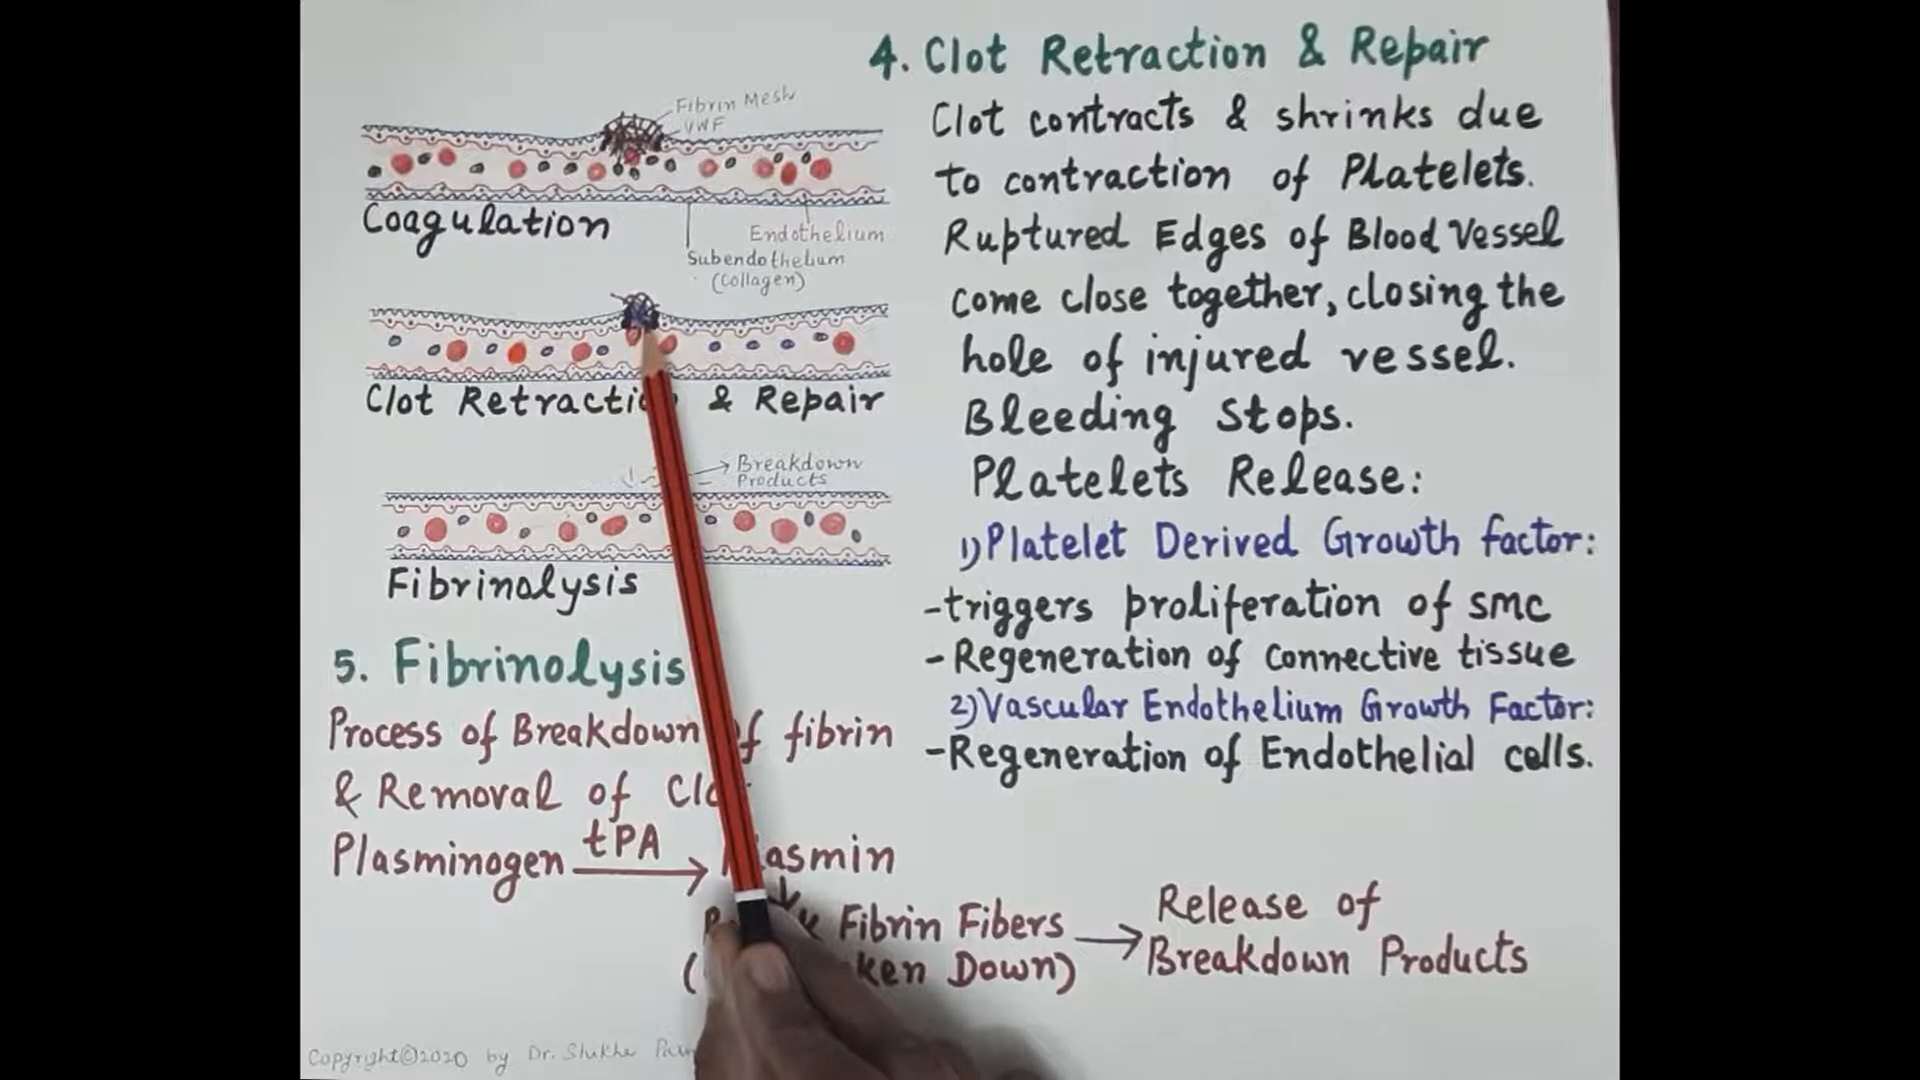 Fibrin Mesh
VWF
Coagulation
Endothelium
Subendothelium
(Collagen)
Clot Retraction & Repair
Breakdown
Products
Fibrinolysis
5. Fibrinolysis
Process of Breakdown of fibrin
& Removal of
Plasminogen tPA
Fibrin Fibers
Down)
Release of
Breakdown Products
4. Clot Retraction & Repair
Clot contracts & shrinks due
to contraction of Platelets.
Ruptured Edges of Blood Vessel
come close together, closing the
hole of injured vessel.
Bleeding Stops.
Platelets Release:
1) Platelet Derived Growth factor:
-triggers proliferation of SMC
-Regeneration of connective tissue
2) Vascular Endothelium Growth Factor:
-Regeneration of Endothelial cells.
Copyright©2020 by Dr.